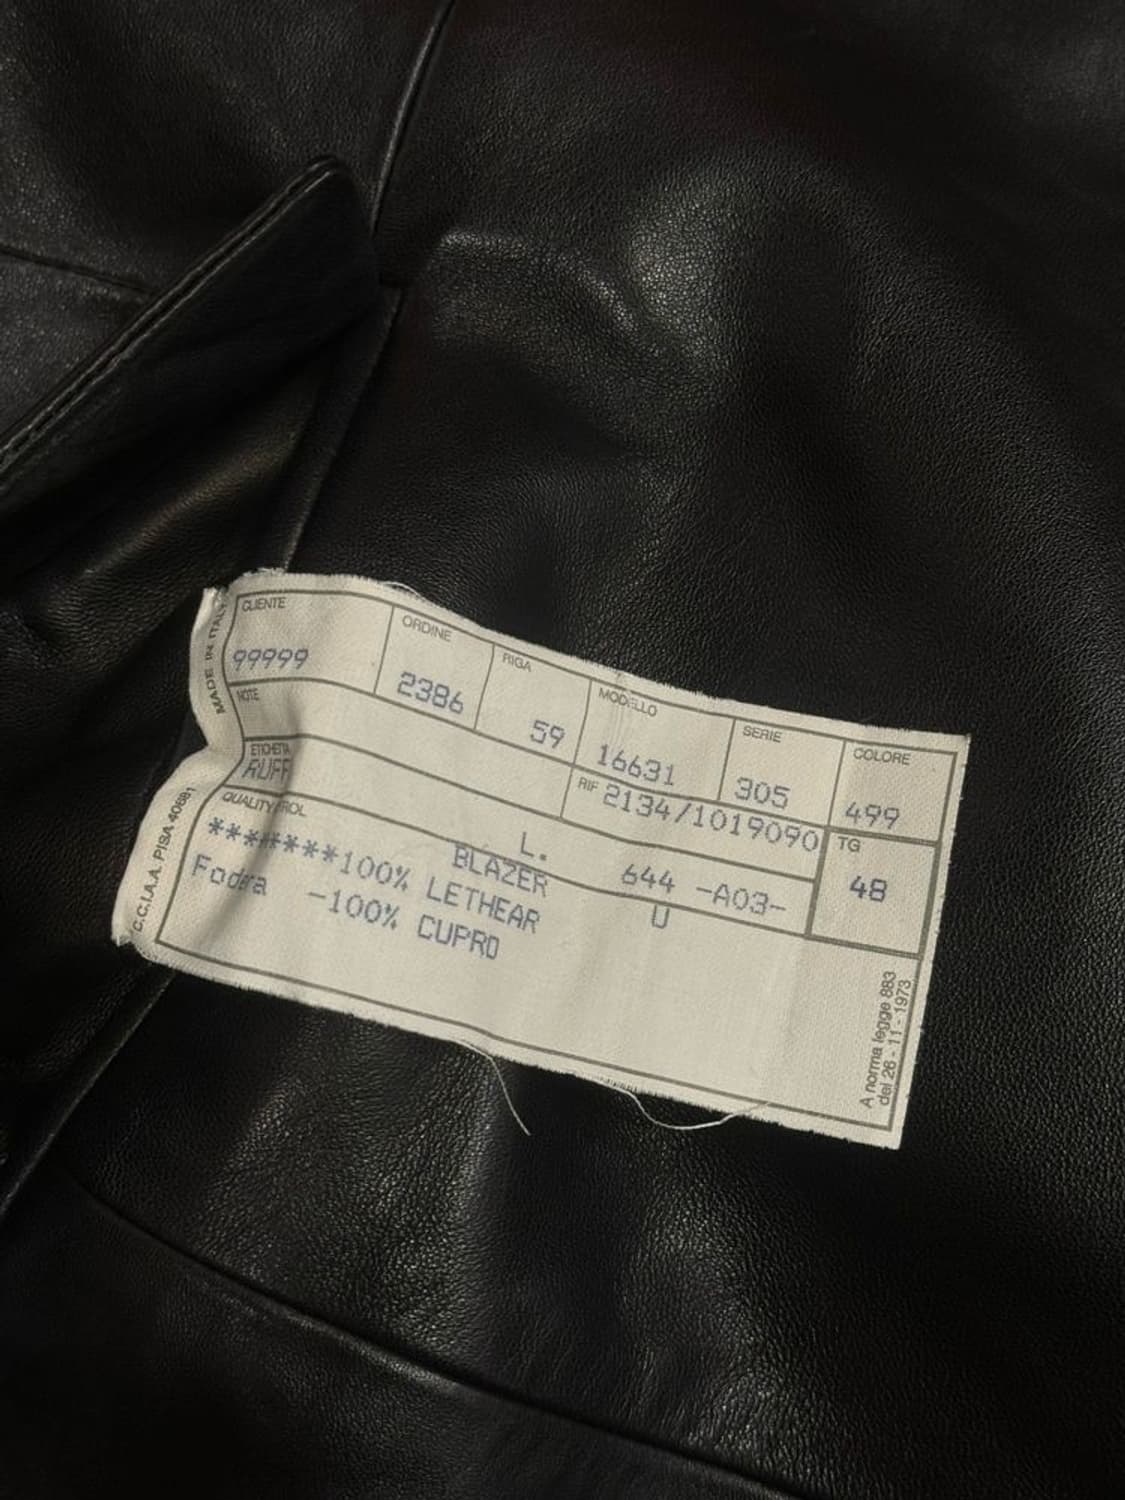 MADE IN ITALY
C.C.I.A.A. PISA 40681
CLIENTE
99999
ORDINE
2386
RIGA
59
MODELLO
16631
SERIE
305
COLORE
499
NOTE
RIF 2134/1019090
TG
48
ETICHETTA
RUFF
L.
644 -A03-
QUALITY
ROL
BLAZER
U
*******100% LETHEAR
Fodera -100% CUPRO
A norma legge 883
del 26 - 11 - 1973